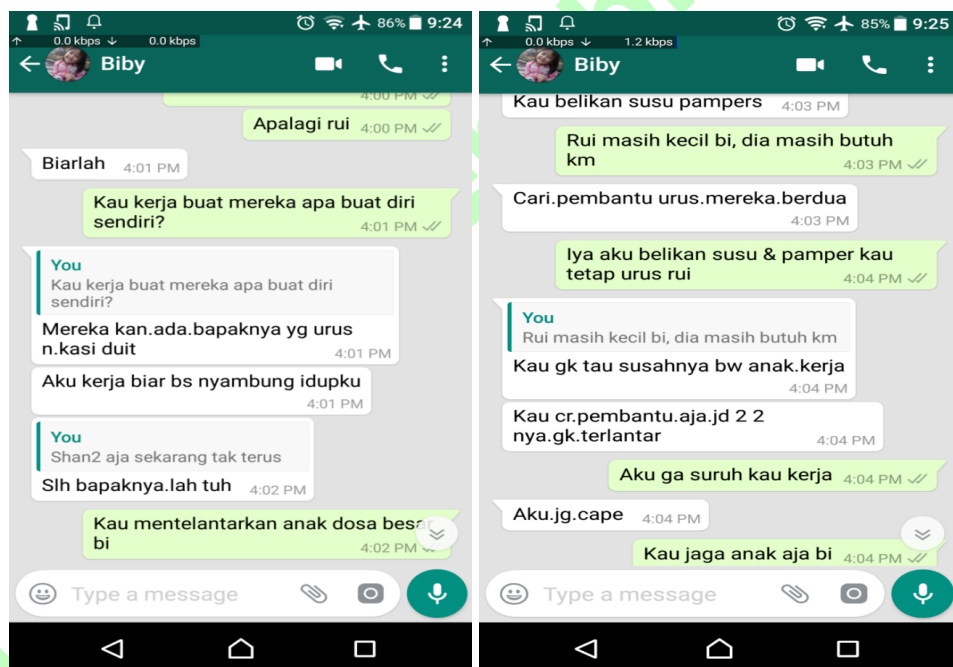 86% 9:24
0.0 kbps 0.0 kbps
Biby
4:00 PM
Apalagi rui 4:00 PM
Biarlah 4:01 PM
Kau kerja buat mereka apa buat diri
sendiri? 4:01 PM
You
Kau kerja buat mereka apa buat diri
sendiri?
Mereka kan.ada.bapaknya yg urus
n.kasi duit 4:01 PM
Aku kerja biar bs nyambung idupku
4:01 PM
You
Shan2 aja sekarang tak terus
Slh bapaknya.lah tuh 4:02 PM
Kau mentelantarkan anak dosa besar
bi 4:02 PM
Type a message
85% 9:25
0.0 kbps 1.2 kbps
Biby
Kau belikan susu pampers 4:03 PM
Rui masih kecil bi, dia masih butuh
km 4:03 PM
Cari.pembantu urus.mereka.berdua
4:03 PM
Iya aku belikan susu & pamper kau
tetap urus rui 4:04 PM
You
Rui masih kecil bi, dia masih butuh km
Kau gk tau susahnya bw anak.kerja
4:04 PM
Kau cr.pembantu.aja.jd 2 2
nya.gk.terlantar 4:04 PM
Aku ga suruh kau kerja 4:04 PM
Aku.jg.cape 4:04 PM
Kau jaga anak aja bi 4:04 PM
Type a message